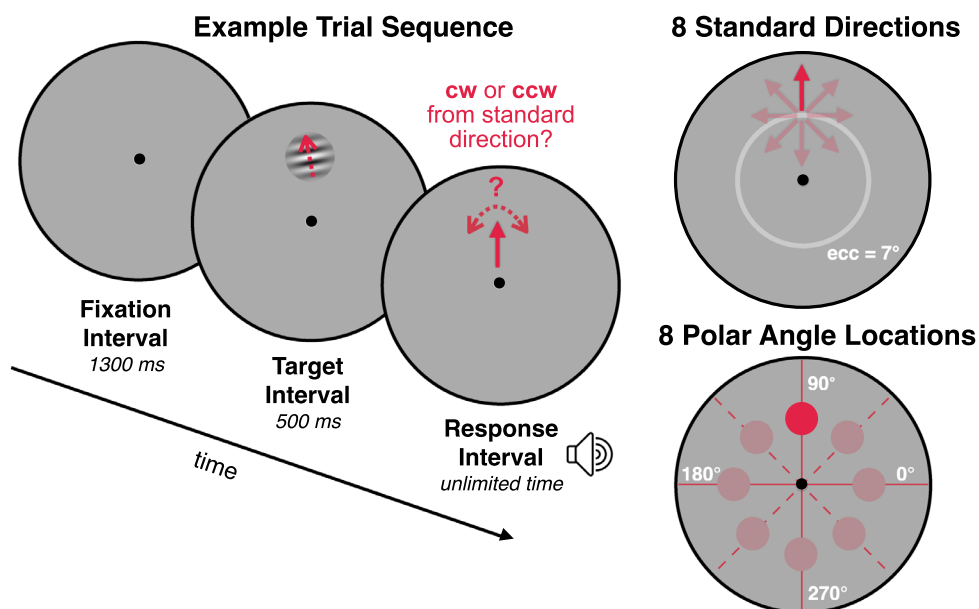 Example Trial Sequence
Fixation
Interval
1300 ms
Target
Interval
500 ms
cw or ccw
from standard
direction?
?
Response
Interval
unlimited time
time
8 Standard Directions
ecc = 7°
8 Polar Angle Locations
90°
180°
0°
270°